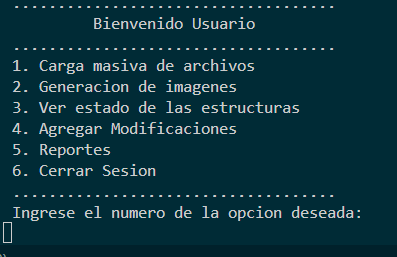 ....................................
Bienvenido Usuario
....................................
1. Carga masiva de archivos
2. Generacion de imagenes
3. Ver estado de las estructuras
4. Agregar Modificaciones
5. Reportes
6. Cerrar Sesion
....................................
Ingrese el numero de la opcion deseada: